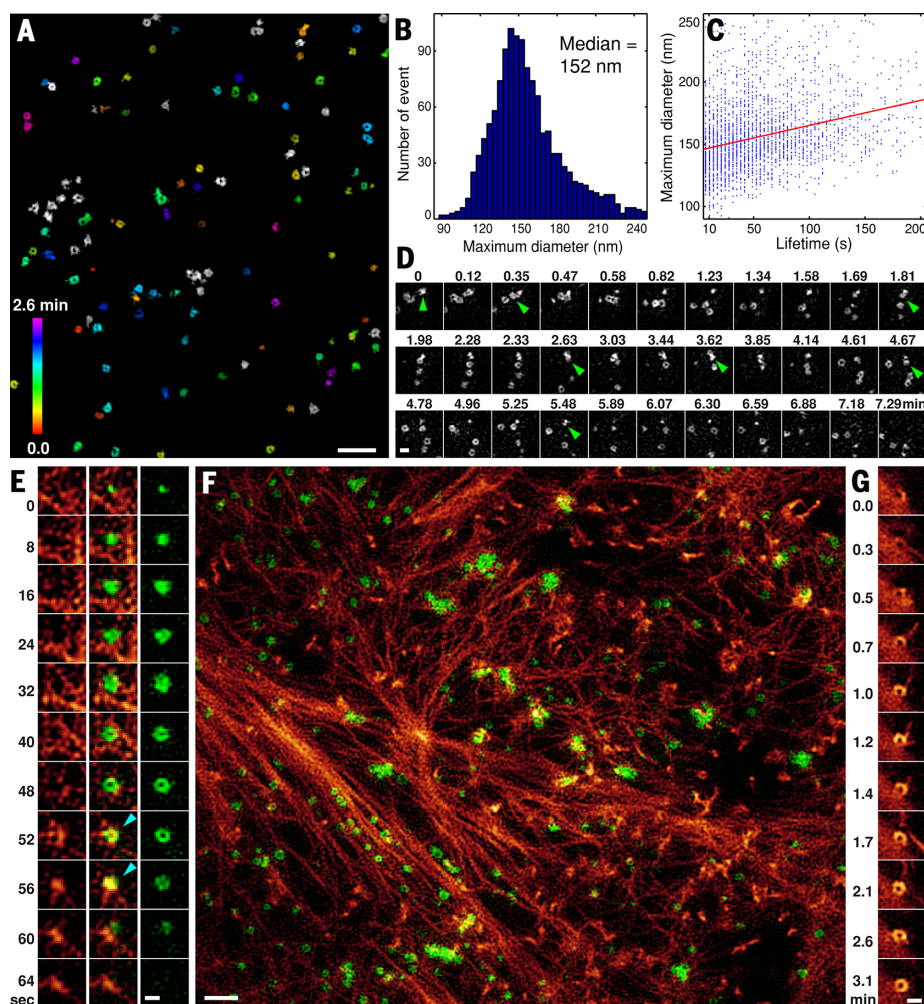 A
2.6 min
0.0
B
Number of event
90
60
30
0
Median =
152 nm
90 120 150 180 210 240
Maximum diameter (nm)
C
Maximum diameter (nm)
250
200
150
100
10 50 100 150 200
Lifetime (s)
D
0 0.12 0.35 0.47 0.58 0.82 1.23 1.34 1.58 1.69 1.81
1.98 2.28 2.33 2.63 3.03 3.44 3.62 3.85 4.14 4.61 4.67
4.78 4.96 5.25 5.48 5.89 6.07 6.30 6.59 6.88 7.18 7.29min
E
0
8
16
24
32
40
48
52
56
60
64
sec
F
G
0.0
0.3
0.5
0.7
1.0
1.2
1.4
1.7
2.1
2.6
3.1
min